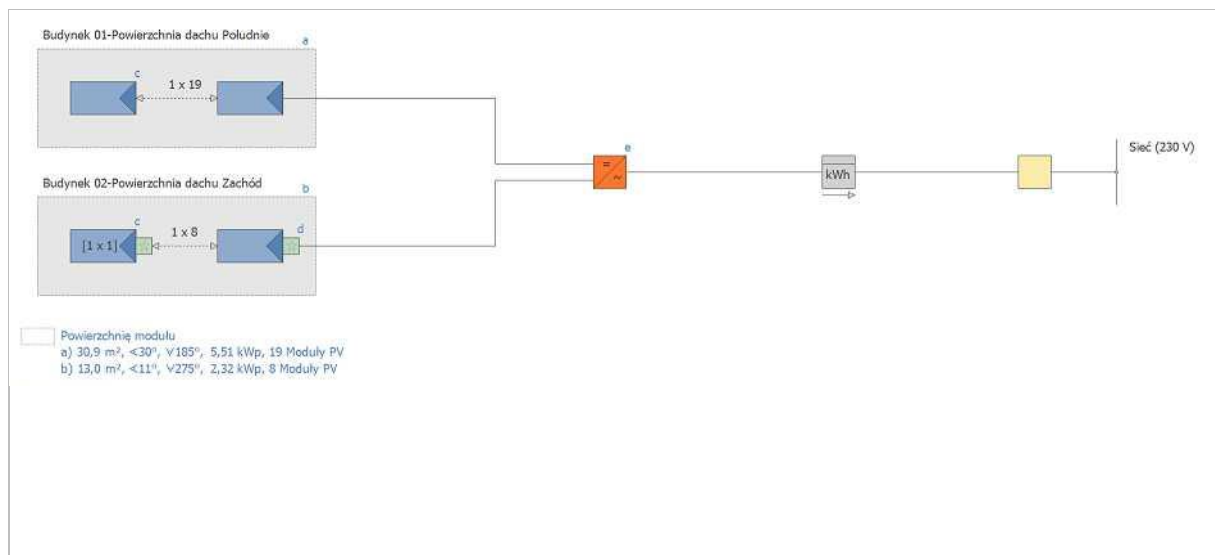 Budynek 01-Powierzchnia dachu Południe
a
c
1 x 19
e
Sieć (230 V)
=
~
kWh
Budynek 02-Powierzchnia dachu Zachód
b
c
1 x 8
d
[1 x 1]
Powierzchnię modułu
a) 30,9 m², <30°, ∨185°, 5,51 kWp, 19 Moduły PV
b) 13,0 m², <11°, ∨275°, 2,32 kWp, 8 Moduły PV